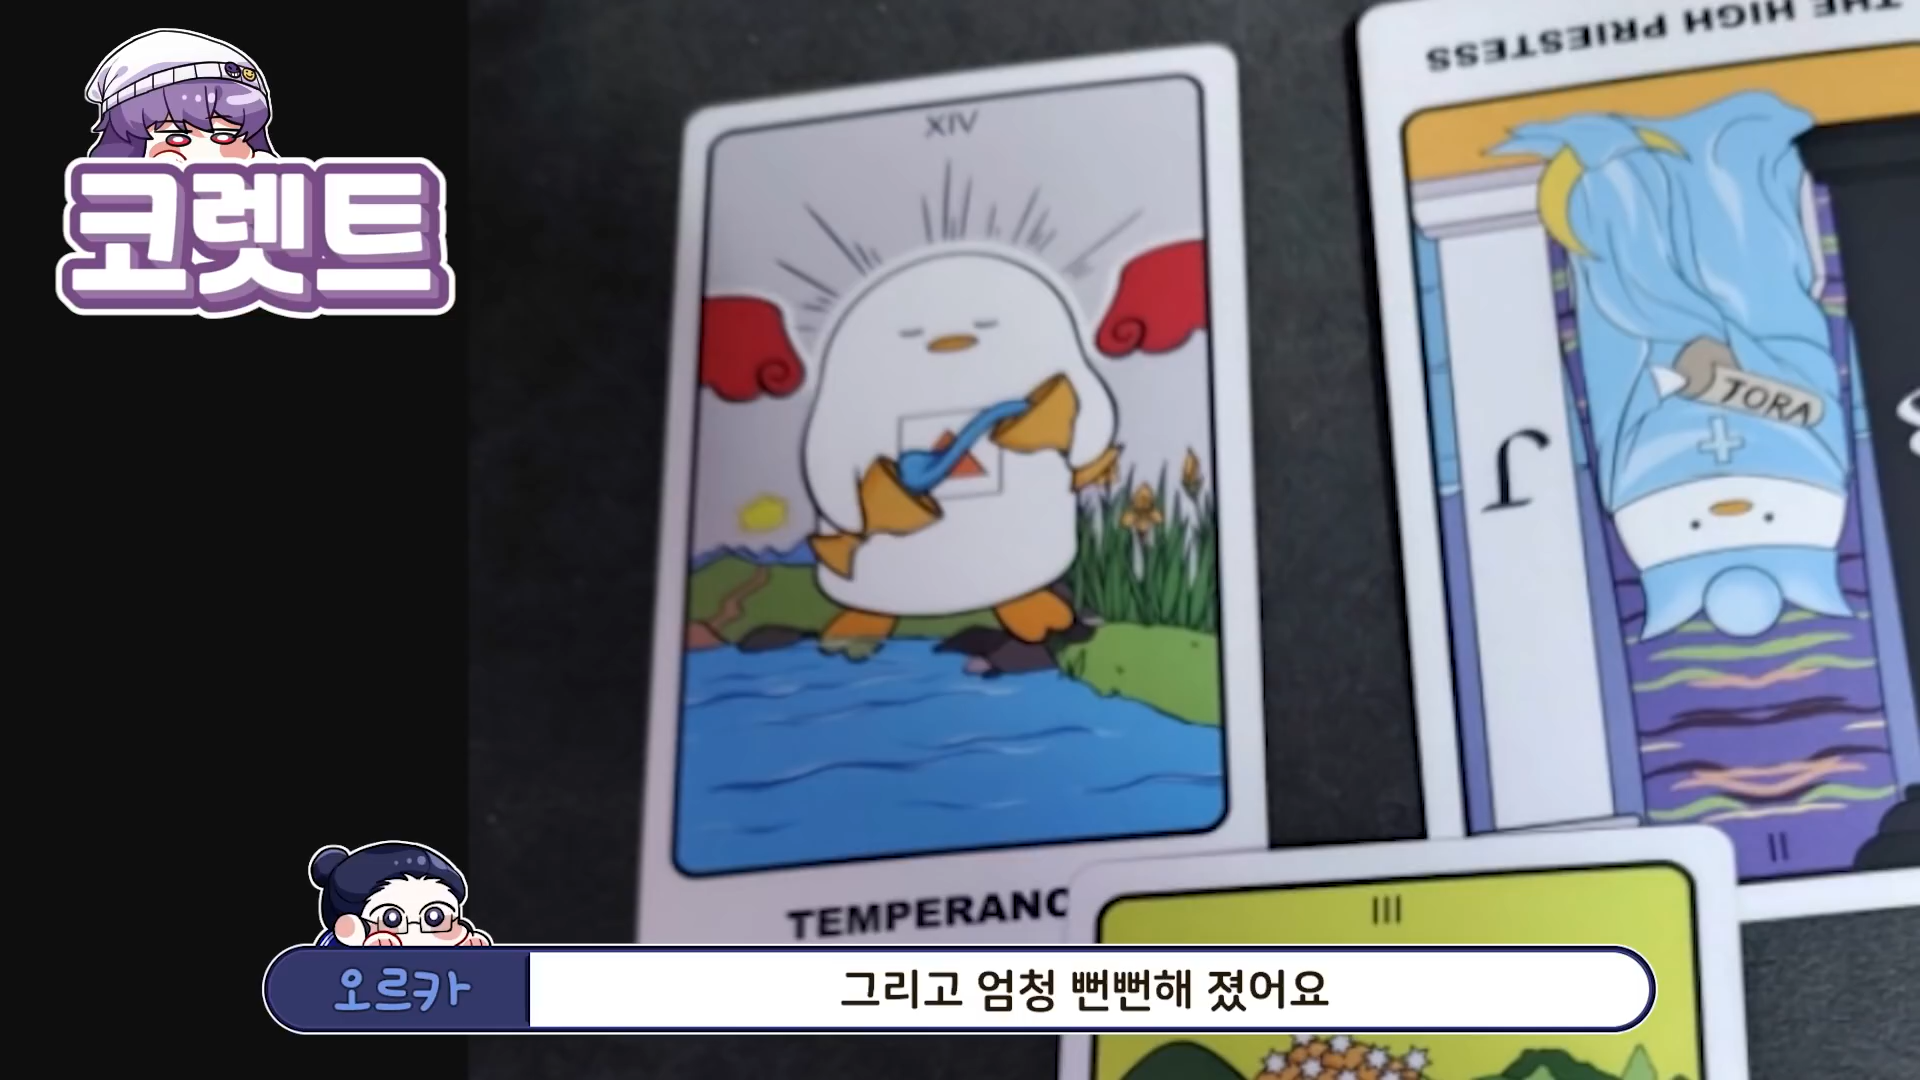 코렛트
XIV
THE HIGH PRIESTESS
TORA
J
II
TEMPERANC
III
오르카
그리고 엄청 뻔뻔해 졌어요